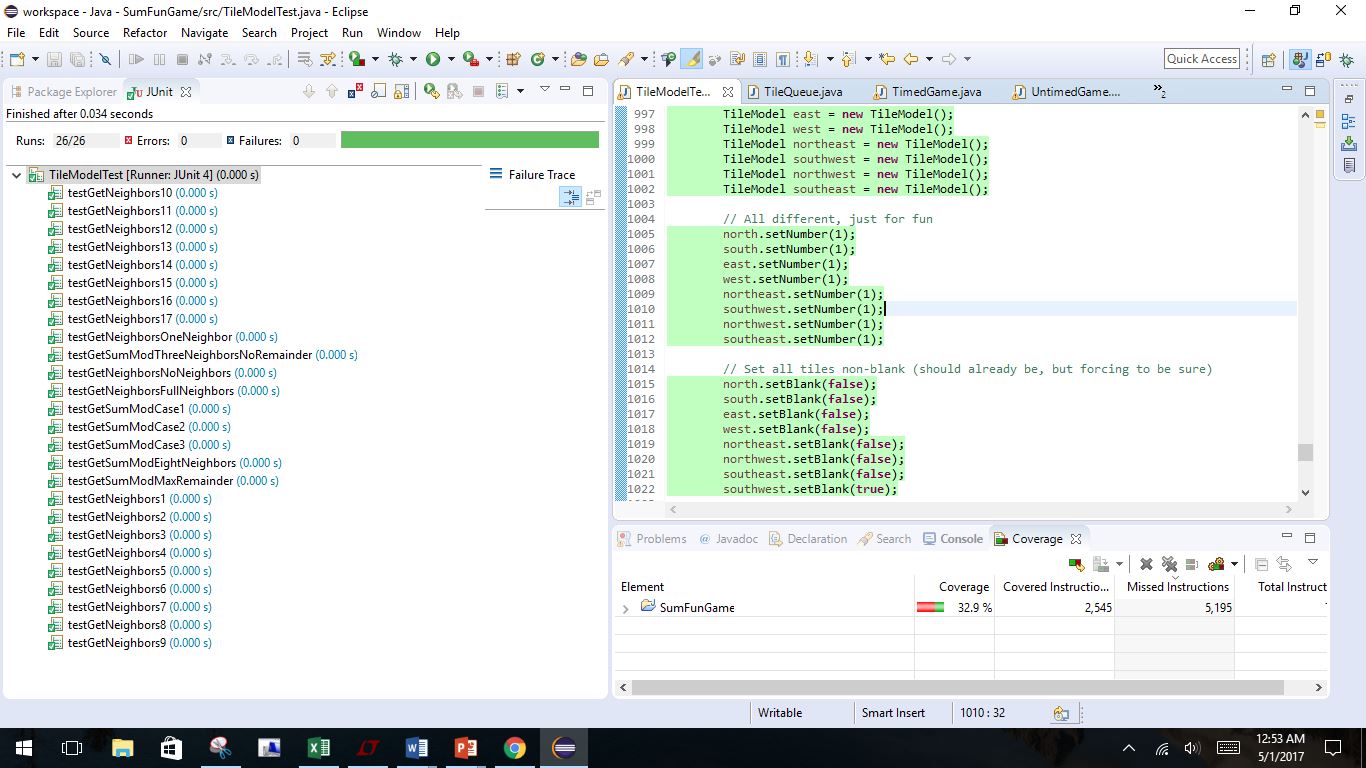 workspace - Java - SumFunGame/src/TileModelTest.java - Eclipse
File Edit Source Refactor Navigate Search Project Run Window Help
Quick Access
Package Explorer JUnit
Finished after 0.034 seconds
Runs: 26/26 Errors: 0 Failures: 0
TileModelTest [Runner: JUnit 4] (0.000 s)
testGetNeighbors10 (0.000 s)
testGetNeighbors11 (0.000 s)
testGetNeighbors12 (0.000 s)
testGetNeighbors13 (0.000 s)
testGetNeighbors14 (0.000 s)
testGetNeighbors15 (0.000 s)
testGetNeighbors16 (0.000 s)
testGetNeighbors17 (0.000 s)
testGetNeighborsOneNeighbor (0.000 s)
testGetSumModThreeNeighborsNoRemainder (0.000 s)
testGetNeighborsNoNeighbors (0.000 s)
testGetNeighborsFullNeighbors (0.000 s)
testGetSumModCase1 (0.000 s)
testGetSumModCase2 (0.000 s)
testGetSumModCase3 (0.000 s)
testGetSumModEightNeighbors (0.000 s)
testGetSumModMaxRemainder (0.000 s)
testGetNeighbors1 (0.000 s)
testGetNeighbors2 (0.000 s)
testGetNeighbors3 (0.000 s)
testGetNeighbors4 (0.000 s)
testGetNeighbors5 (0.000 s)
testGetNeighbors6 (0.000 s)
testGetNeighbors7 (0.000 s)
testGetNeighbors8 (0.000 s)
testGetNeighbors9 (0.000 s)
Failure Trace
TileModelTe... TileQueue.java TimedGame.java UntimedGame.... »2
997 TileModel east = new TileModel();
998 TileModel west = new TileModel();
999 TileModel northeast = new TileModel();
1000 TileModel southwest = new TileModel();
1001 TileModel northwest = new TileModel();
1002 TileModel southeast = new TileModel();
1003
1004 // All different, just for fun
1005 north.setNumber(1);
1006 south.setNumber(1);
1007 east.setNumber(1);
1008 west.setNumber(1);
1009 northeast.setNumber(1);
1010 southwest.setNumber(1);
1011 northwest.setNumber(1);
1012 southeast.setNumber(1);
1013
1014 // Set all tiles non-blank (should already be, but forcing to be sure)
1015 north.setBlank(false);
1016 south.setBlank(false);
1017 east.setBlank(false);
1018 west.setBlank(false);
1019 northeast.setBlank(false);
1020 northwest.setBlank(false);
1021 southeast.setBlank(false);
1022 southwest.setBlank(true);
Problems @ Javadoc Declaration Search Console Coverage
Element Coverage Covered Instructio... Missed Instructions Total Instruct
SumFunGame 32.9 % 2,545 5,195
Writable Smart Insert 1010 : 32
12:53 AM
5/1/2017